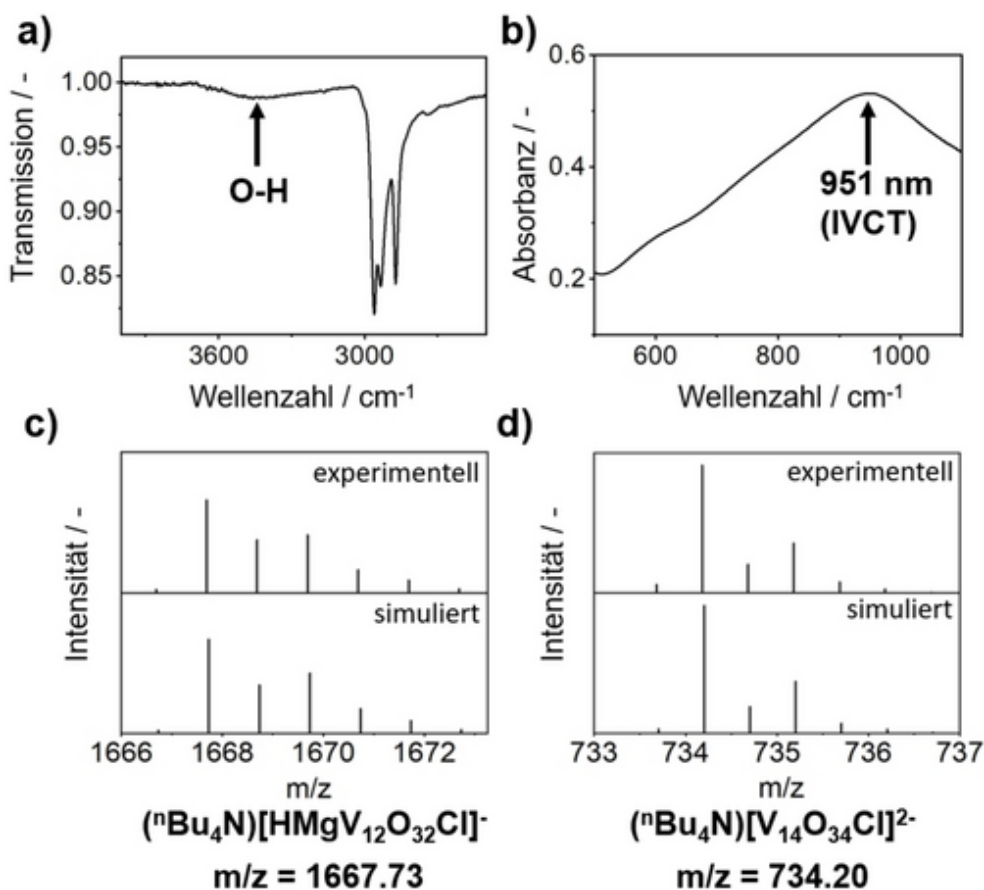 a)
Transmission / -
1.00
0.95
0.90
0.85
O-H
3600
3000
Wellenzahl / cm⁻¹
b)
Absorbanz / -
0.6
0.4
0.2
951 nm
(IVCT)
600
800
1000
Wellenzahl / cm⁻¹
c)
Intensität / -
experimentell
simuliert
1666
1668
1670
1672
m/z
(ⁿBu₄N)[HMgV₁₂O₃₂Cl]⁻
m/z = 1667.73
d)
Intensität / -
experimentell
simuliert
733
734
735
736
737
m/z
(ⁿBu₄N)[V₁₄O₃₄Cl]²⁻
m/z = 734.20